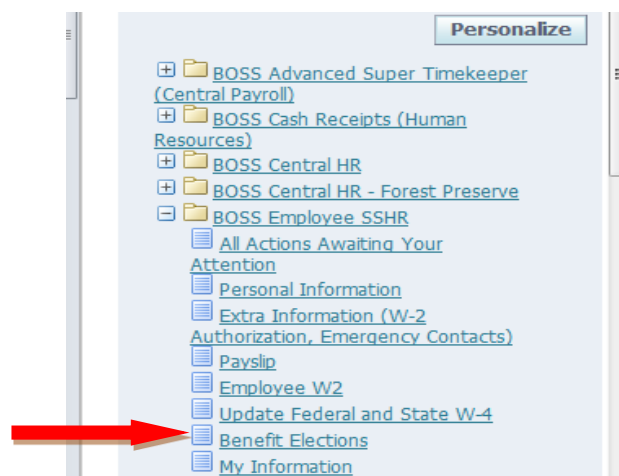 Personalize
BOSS Advanced Super Timekeeper
(Central Payroll)
BOSS Cash Receipts (Human
Resources)
BOSS Central HR
BOSS Central HR - Forest Preserve
BOSS Employee SSHR
All Actions Awaiting Your
Attention
Personal Information
Extra Information (W-2
Authorization, Emergency Contacts)
Payslip
Employee W2
Update Federal and State W-4
Benefit Elections
My Information